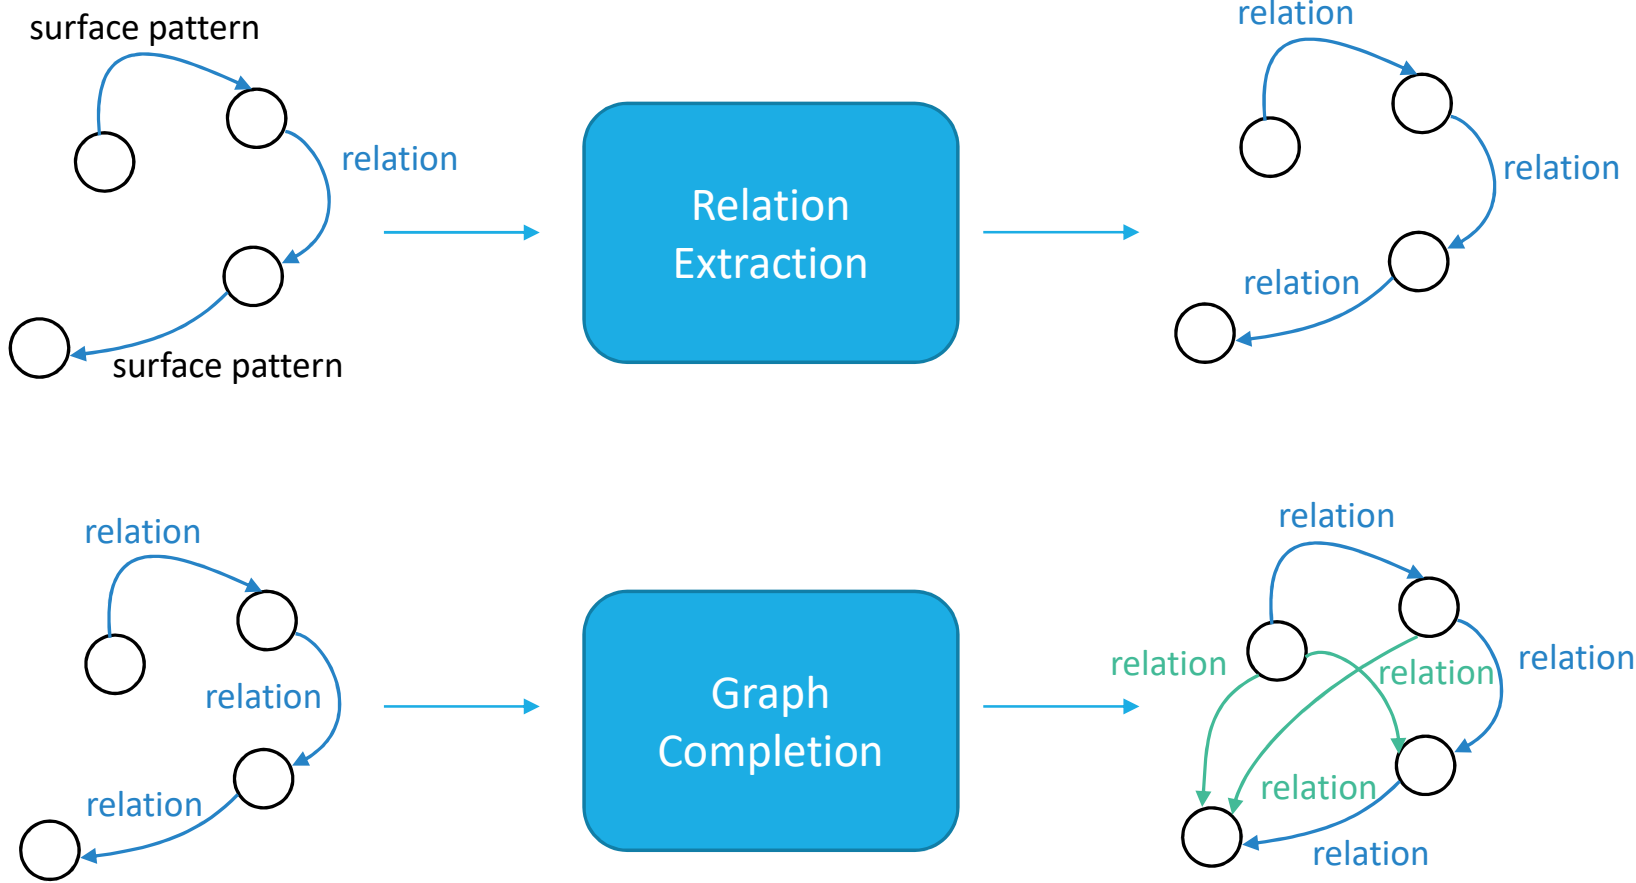 surface pattern
relation
surface pattern
Relation
Extraction
relation
relation
relation
relation
relation
relation
Graph
Completion
relation
relation
relation
relation
relation
relation